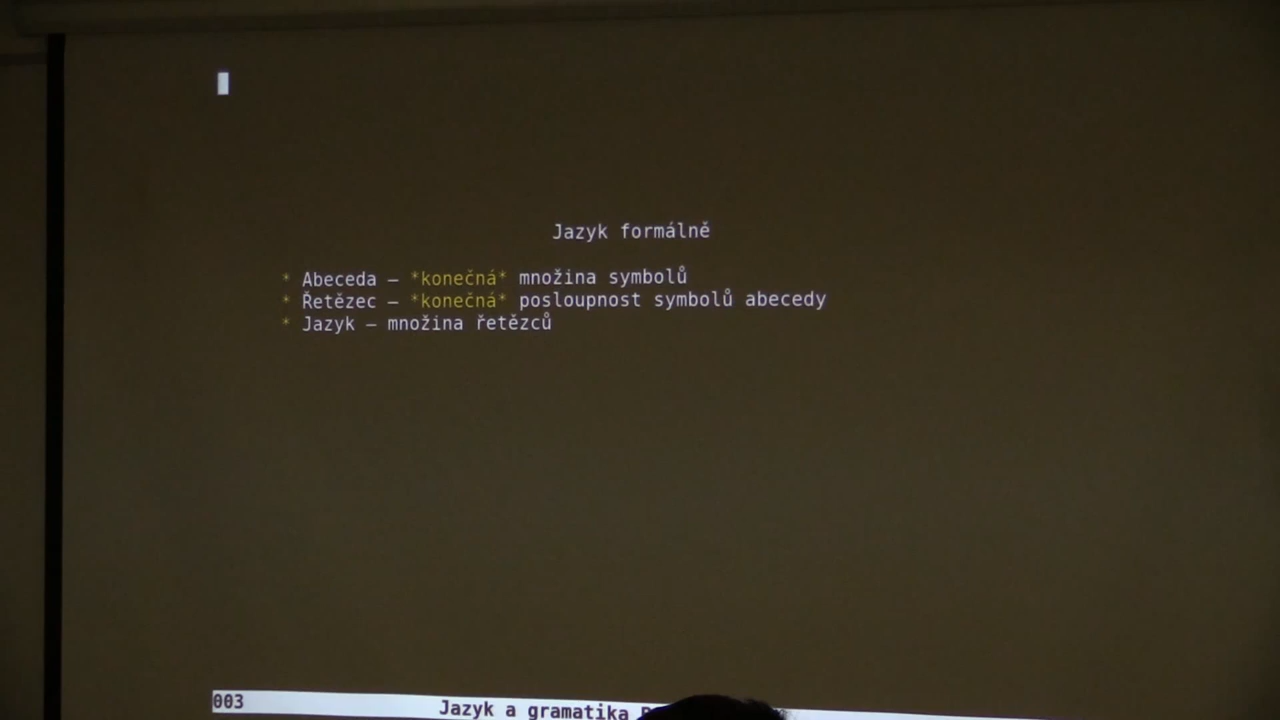 Jazyk formálně
* Abeceda – *konečná* množina symbolů
* Řetězec – *konečná* posloupnost symbolů abecedy
* Jazyk – množina řetězců
003 Jazyk a gramatika